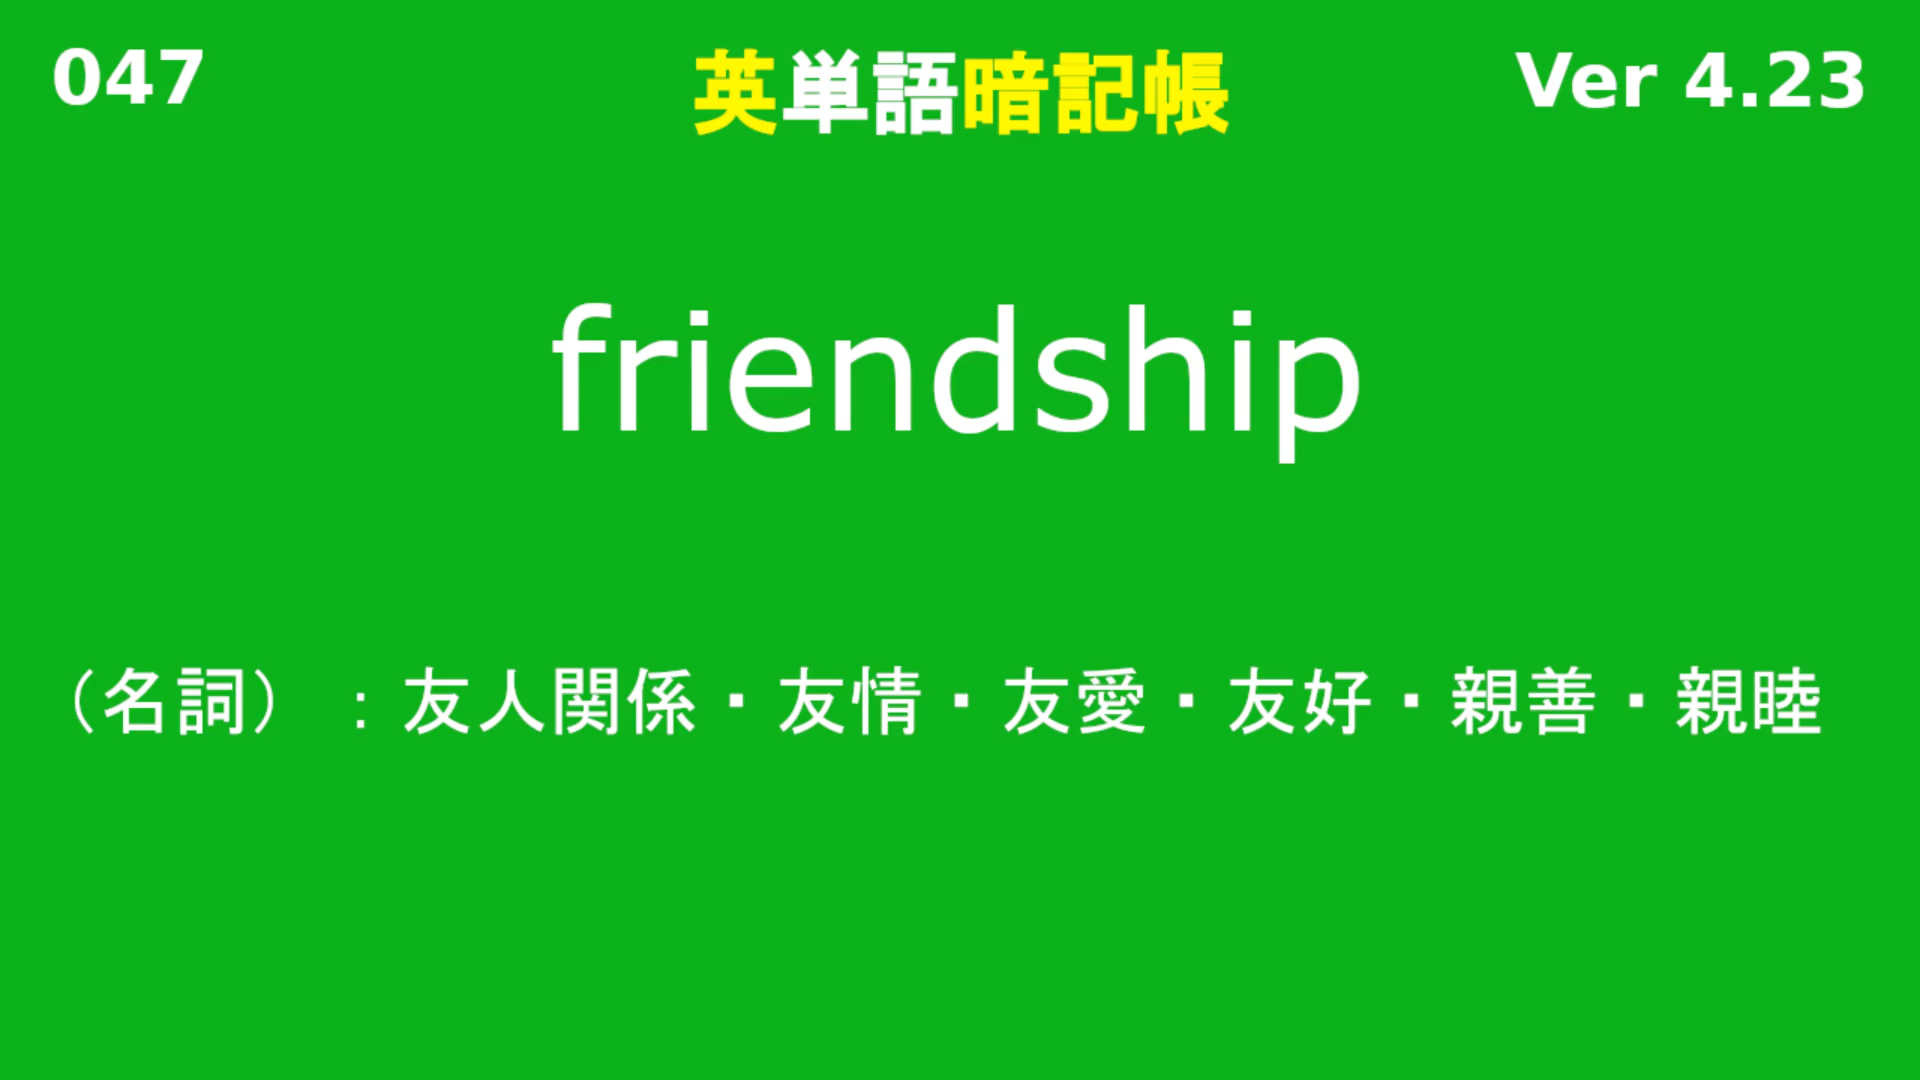 047
英単語暗記帳
Ver 4.23
friendship
（名詞）：友人関係・友情・友愛・友好・親善・親睦